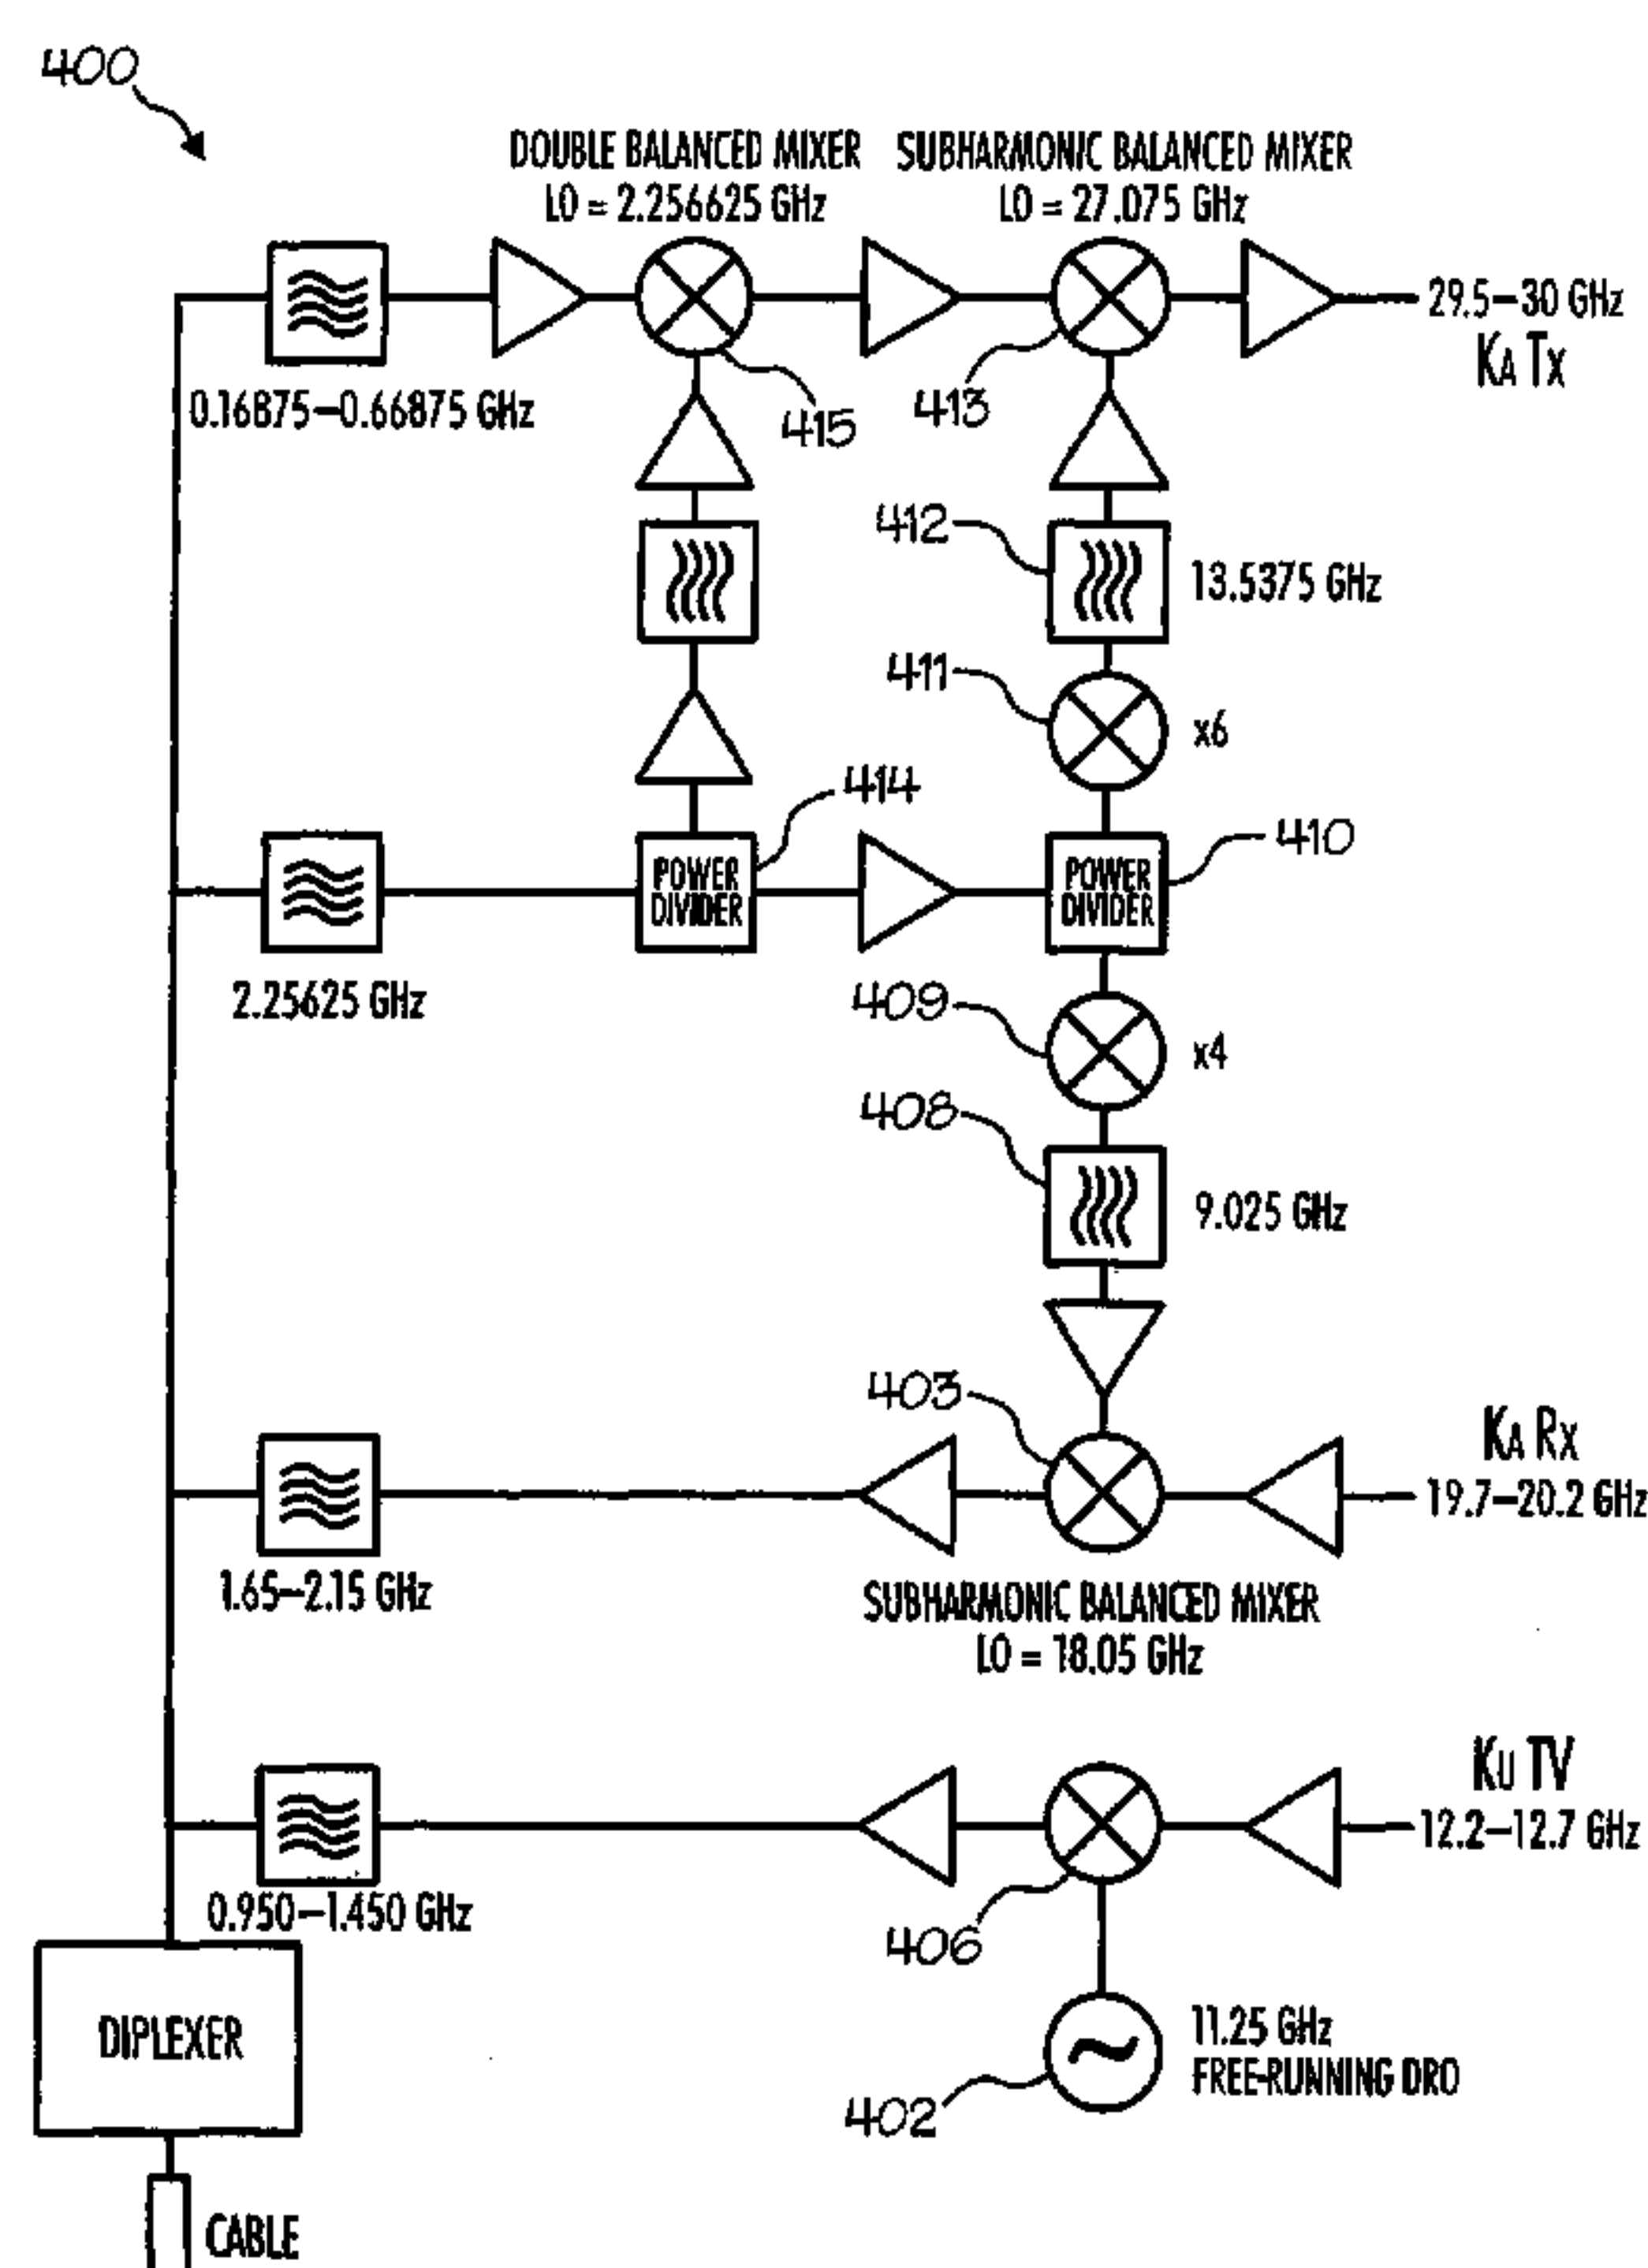 400
DOUBLE BALANCED MIXER
LO = 2.256625 GHz
SUBHARMONIC BALANCED MIXER
LO = 27.075 GHz
29.5–30 GHz
KA TX
0.16875–0.66875 GHz
415
413
412
13.5375 GHz
411
x6
414
410
POWER
DIVIDER
POWER
DIVIDER
2.25625 GHz
409
x4
408
9.025 GHz
403
KA RX
19.7–20.2 GHz
1.65–2.15 GHz
SUBHARMONIC BALANCED MIXER
LO = 18.05 GHz
KU TV
12.2–12.7 GHz
0.950–1.450 GHz
406
DIPLEXER
11.25 GHz
FREE-RUNNING DRO
402
CABLE